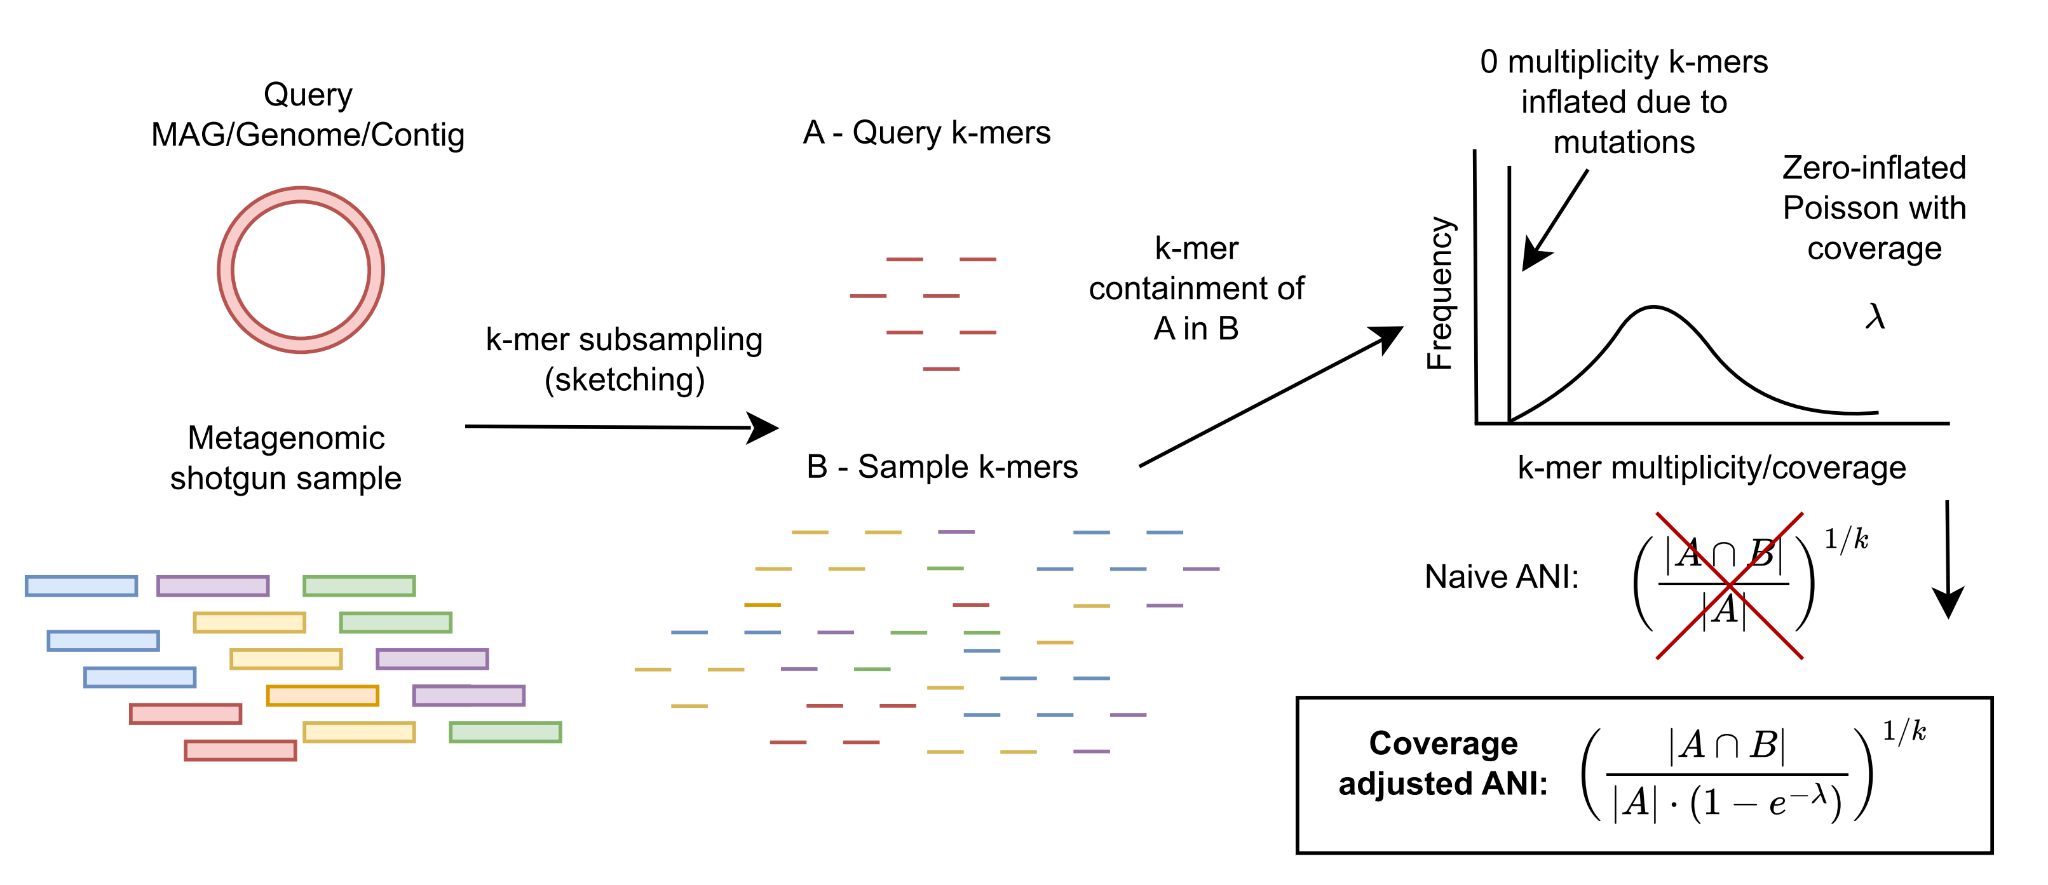 Query
MAG/Genome/Contig
Metagenomic
shotgun sample
k-mer subsampling
(sketching)
A - Query k-mers
B - Sample k-mers
k-mer
containment of
A in B
0 multiplicity k-mers
inflated due to
mutations
Zero-inflated
Poisson with
coverage
λ
Frequency
k-mer multiplicity/coverage
Naive ANI: (|A ∩ B| / |A|)^{1/k}
Coverage
adjusted ANI: (|A ∩ B| / |A| · (1 − e^{−λ}))^{1/k}